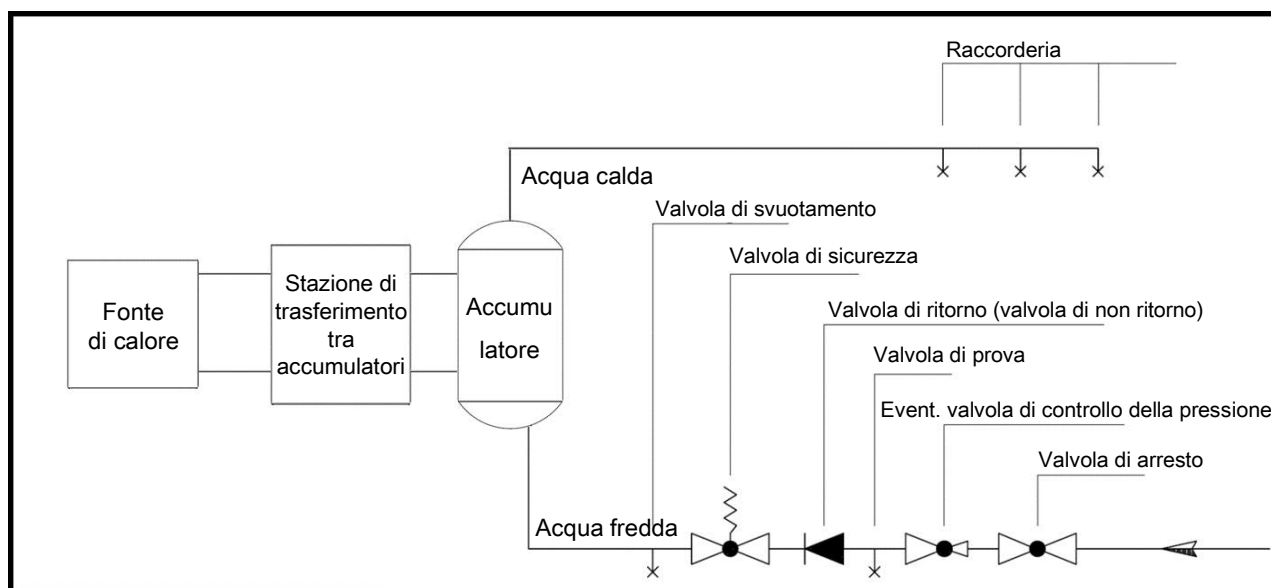 Raccorderia
Acqua calda
Valvola di svuotamento
Valvola di sicurezza
Fonte
di calore
Stazione di
trasferimento
tra
accumulatori
Accumu
latore
Valvola di ritorno (valvola di non ritorno)
Valvola di prova
Event. valvola di controllo della pressione
Valvola di arresto
Acqua fredda